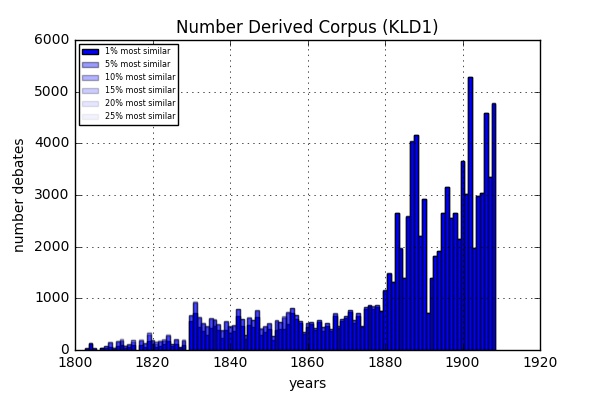 Number Derived Corpus (KLD1)
6000
5000
4000
3000
2000
1000
0
number debates
1% most similar
5% most similar
10% most similar
15% most similar
20% most similar
25% most similar
1800 1820 1840 1860 1880 1900 1920
years